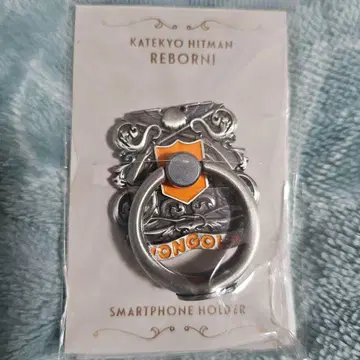 KATEKYO HITMAN
REBORN!
SMARTPHONE HOLDER